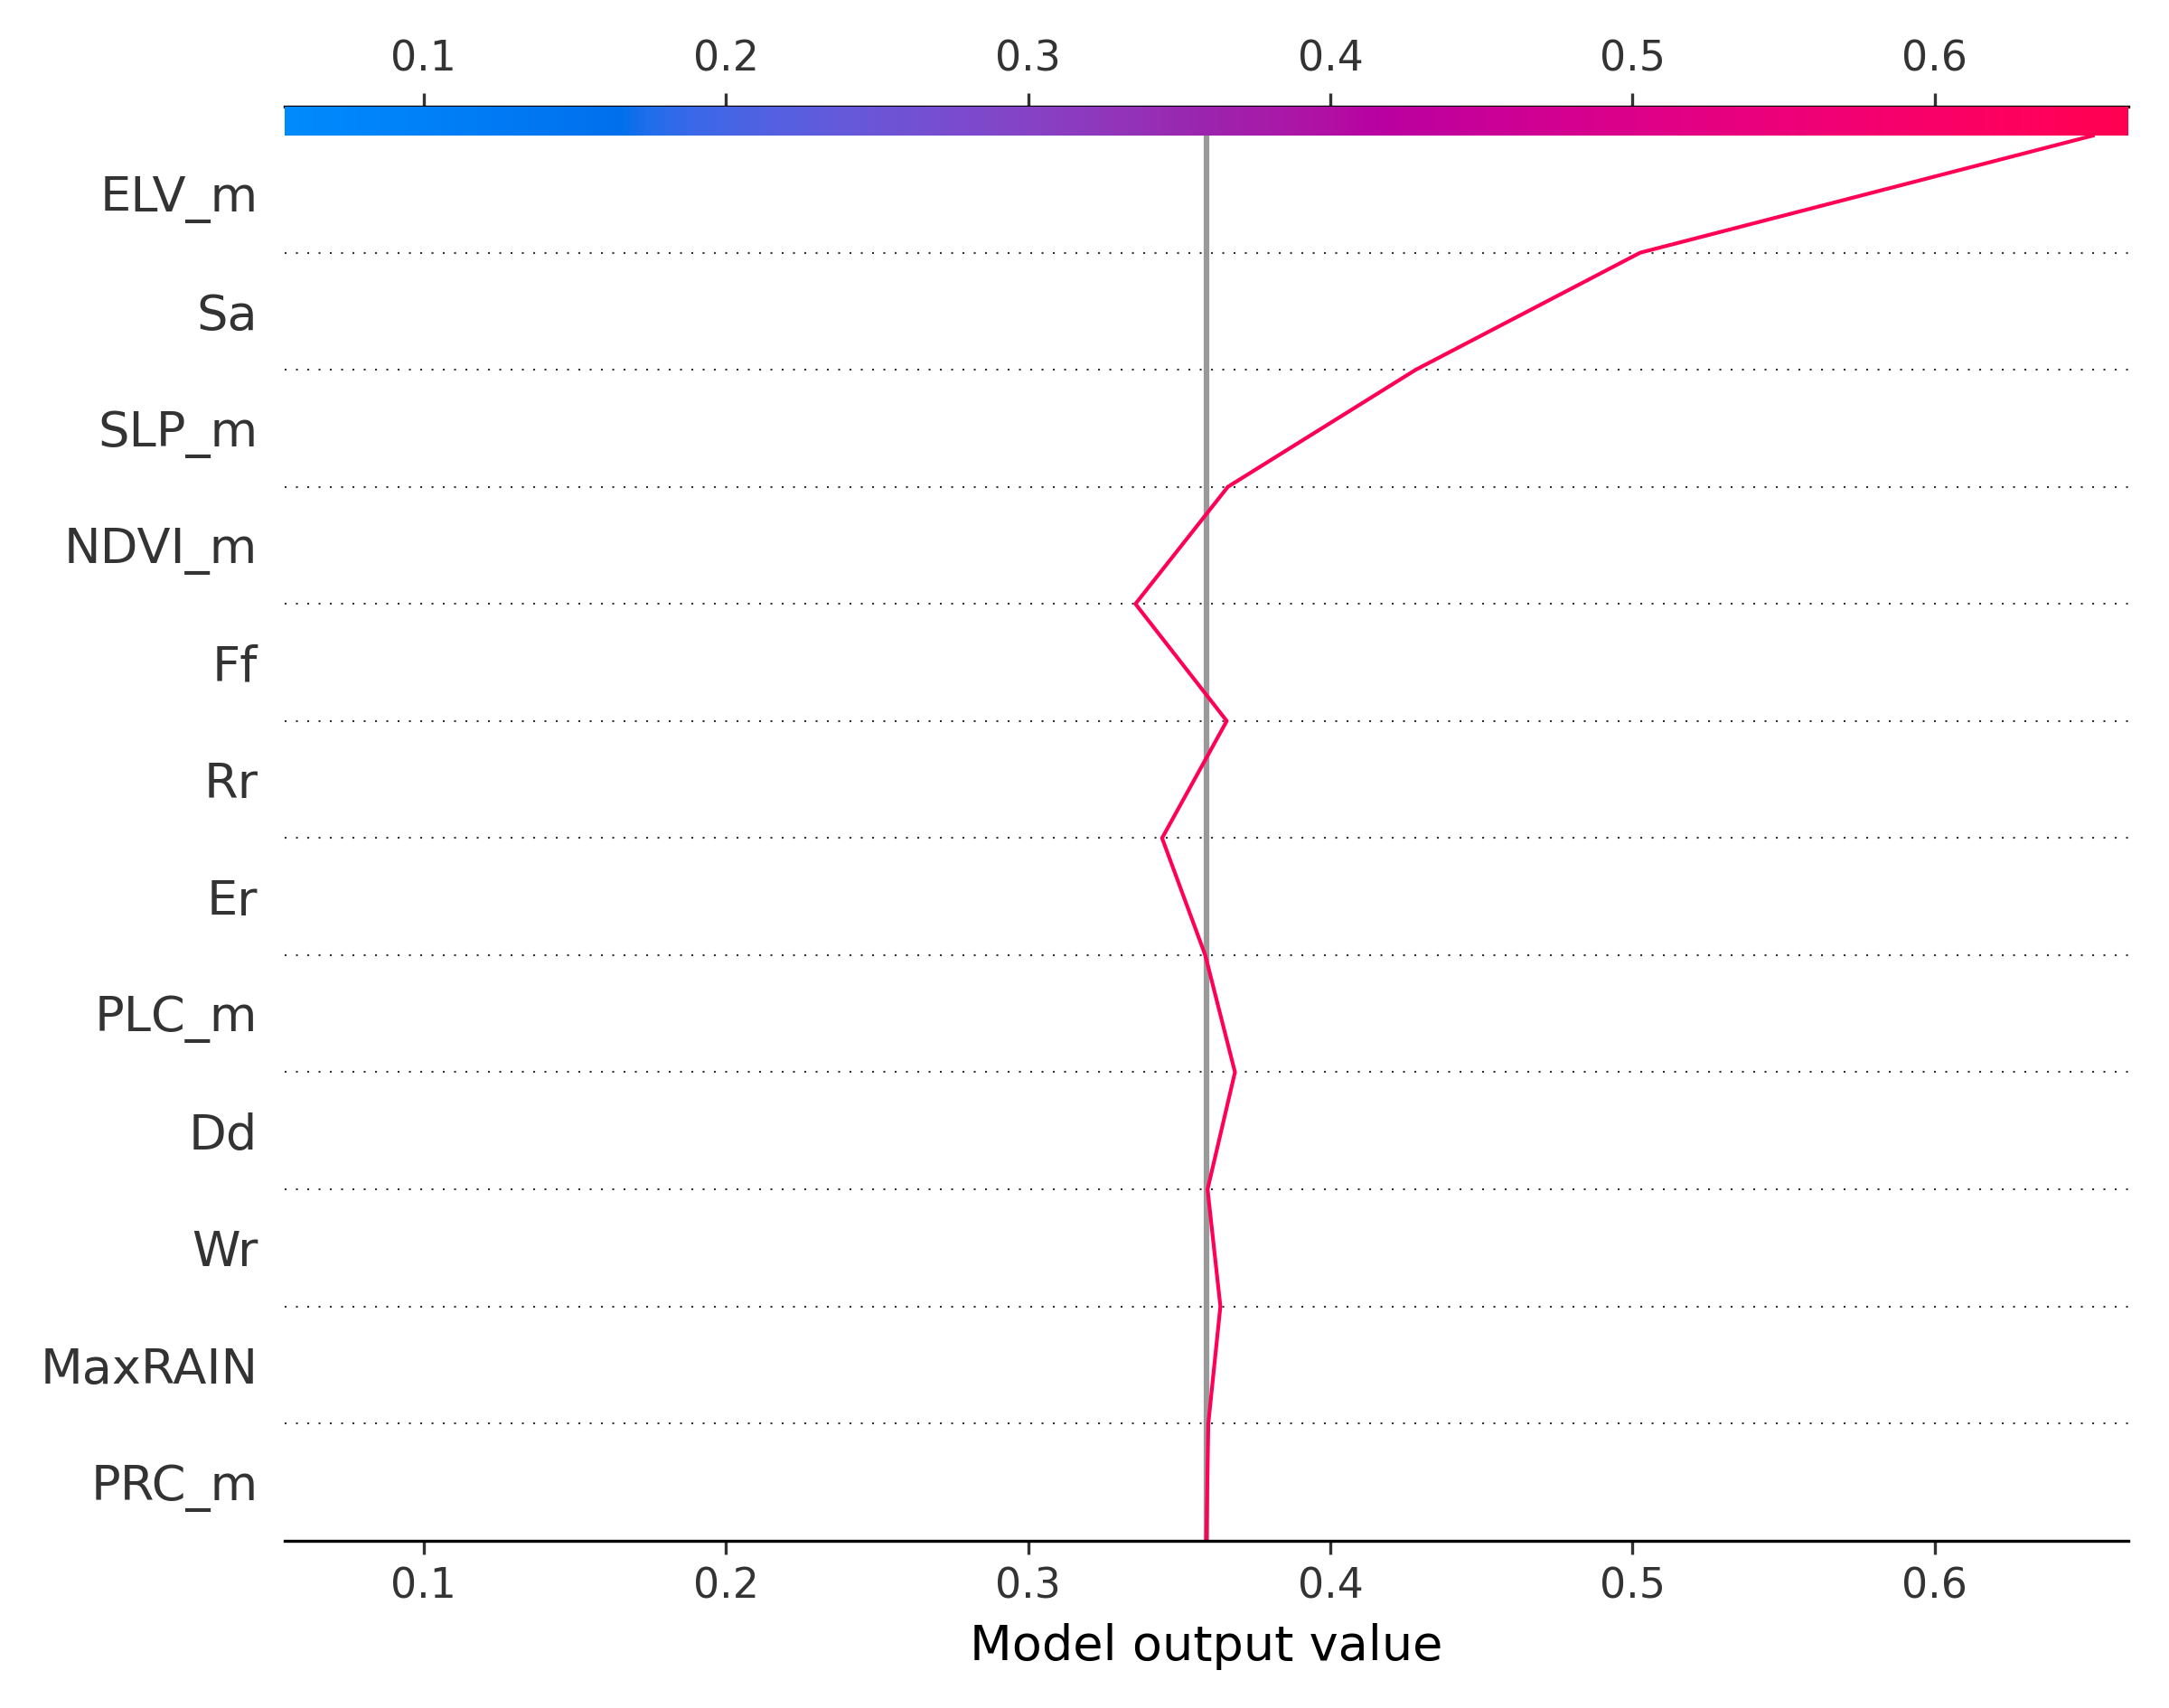 0.1 0.2 0.3 0.4 0.5 0.6
ELV_m
Sa
SLP_m
NDVI_m
Ff
Rr
Er
PLC_m
Dd
Wr
MaxRAIN
PRC_m
0.1 0.2 0.3 0.4 0.5 0.6
Model output value